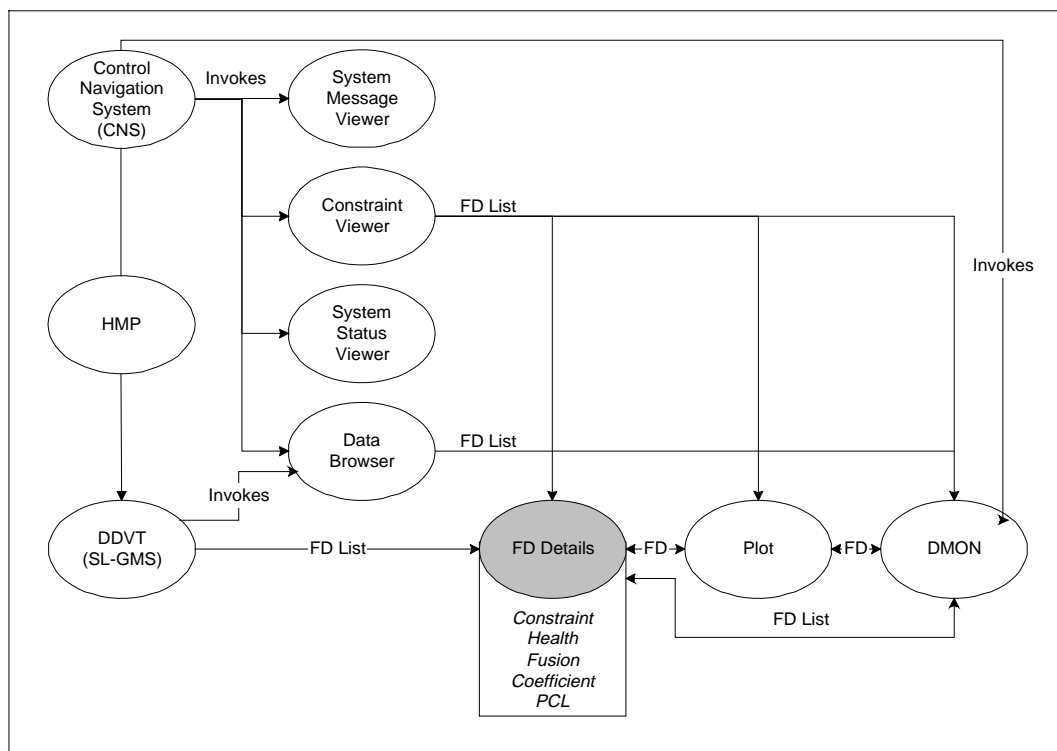 Control
Navigation
System
(CNS)
Invokes
System
Message
Viewer
Constraint
Viewer
FD List
Invokes
HMP
System
Status
Viewer
Data
Browser
FD List
Invokes
DDVT
(SL-GMS)
FD List
FD Details
FD
Plot
FD
DMON
FD List
Constraint
Health
Fusion
Coefficient
PCL